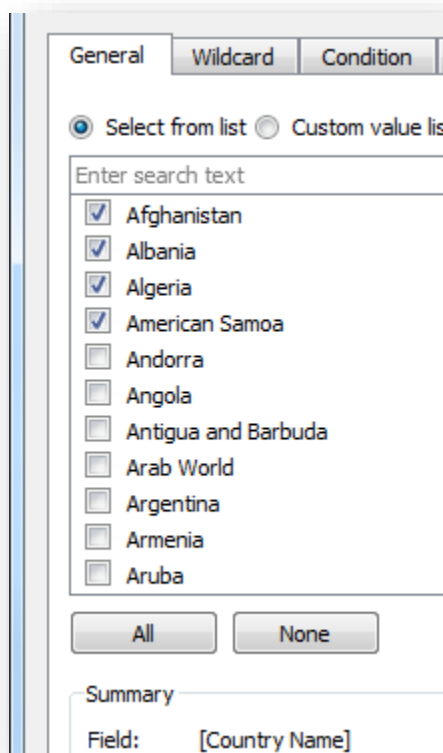 General Wildcard Condition
Select from list Custom value lis
Enter search text
Afghanistan
Albania
Algeria
American Samoa
Andorra
Angola
Antigua and Barbuda
Arab World
Argentina
Armenia
Aruba
All None
Summary
Field: [Country Name]